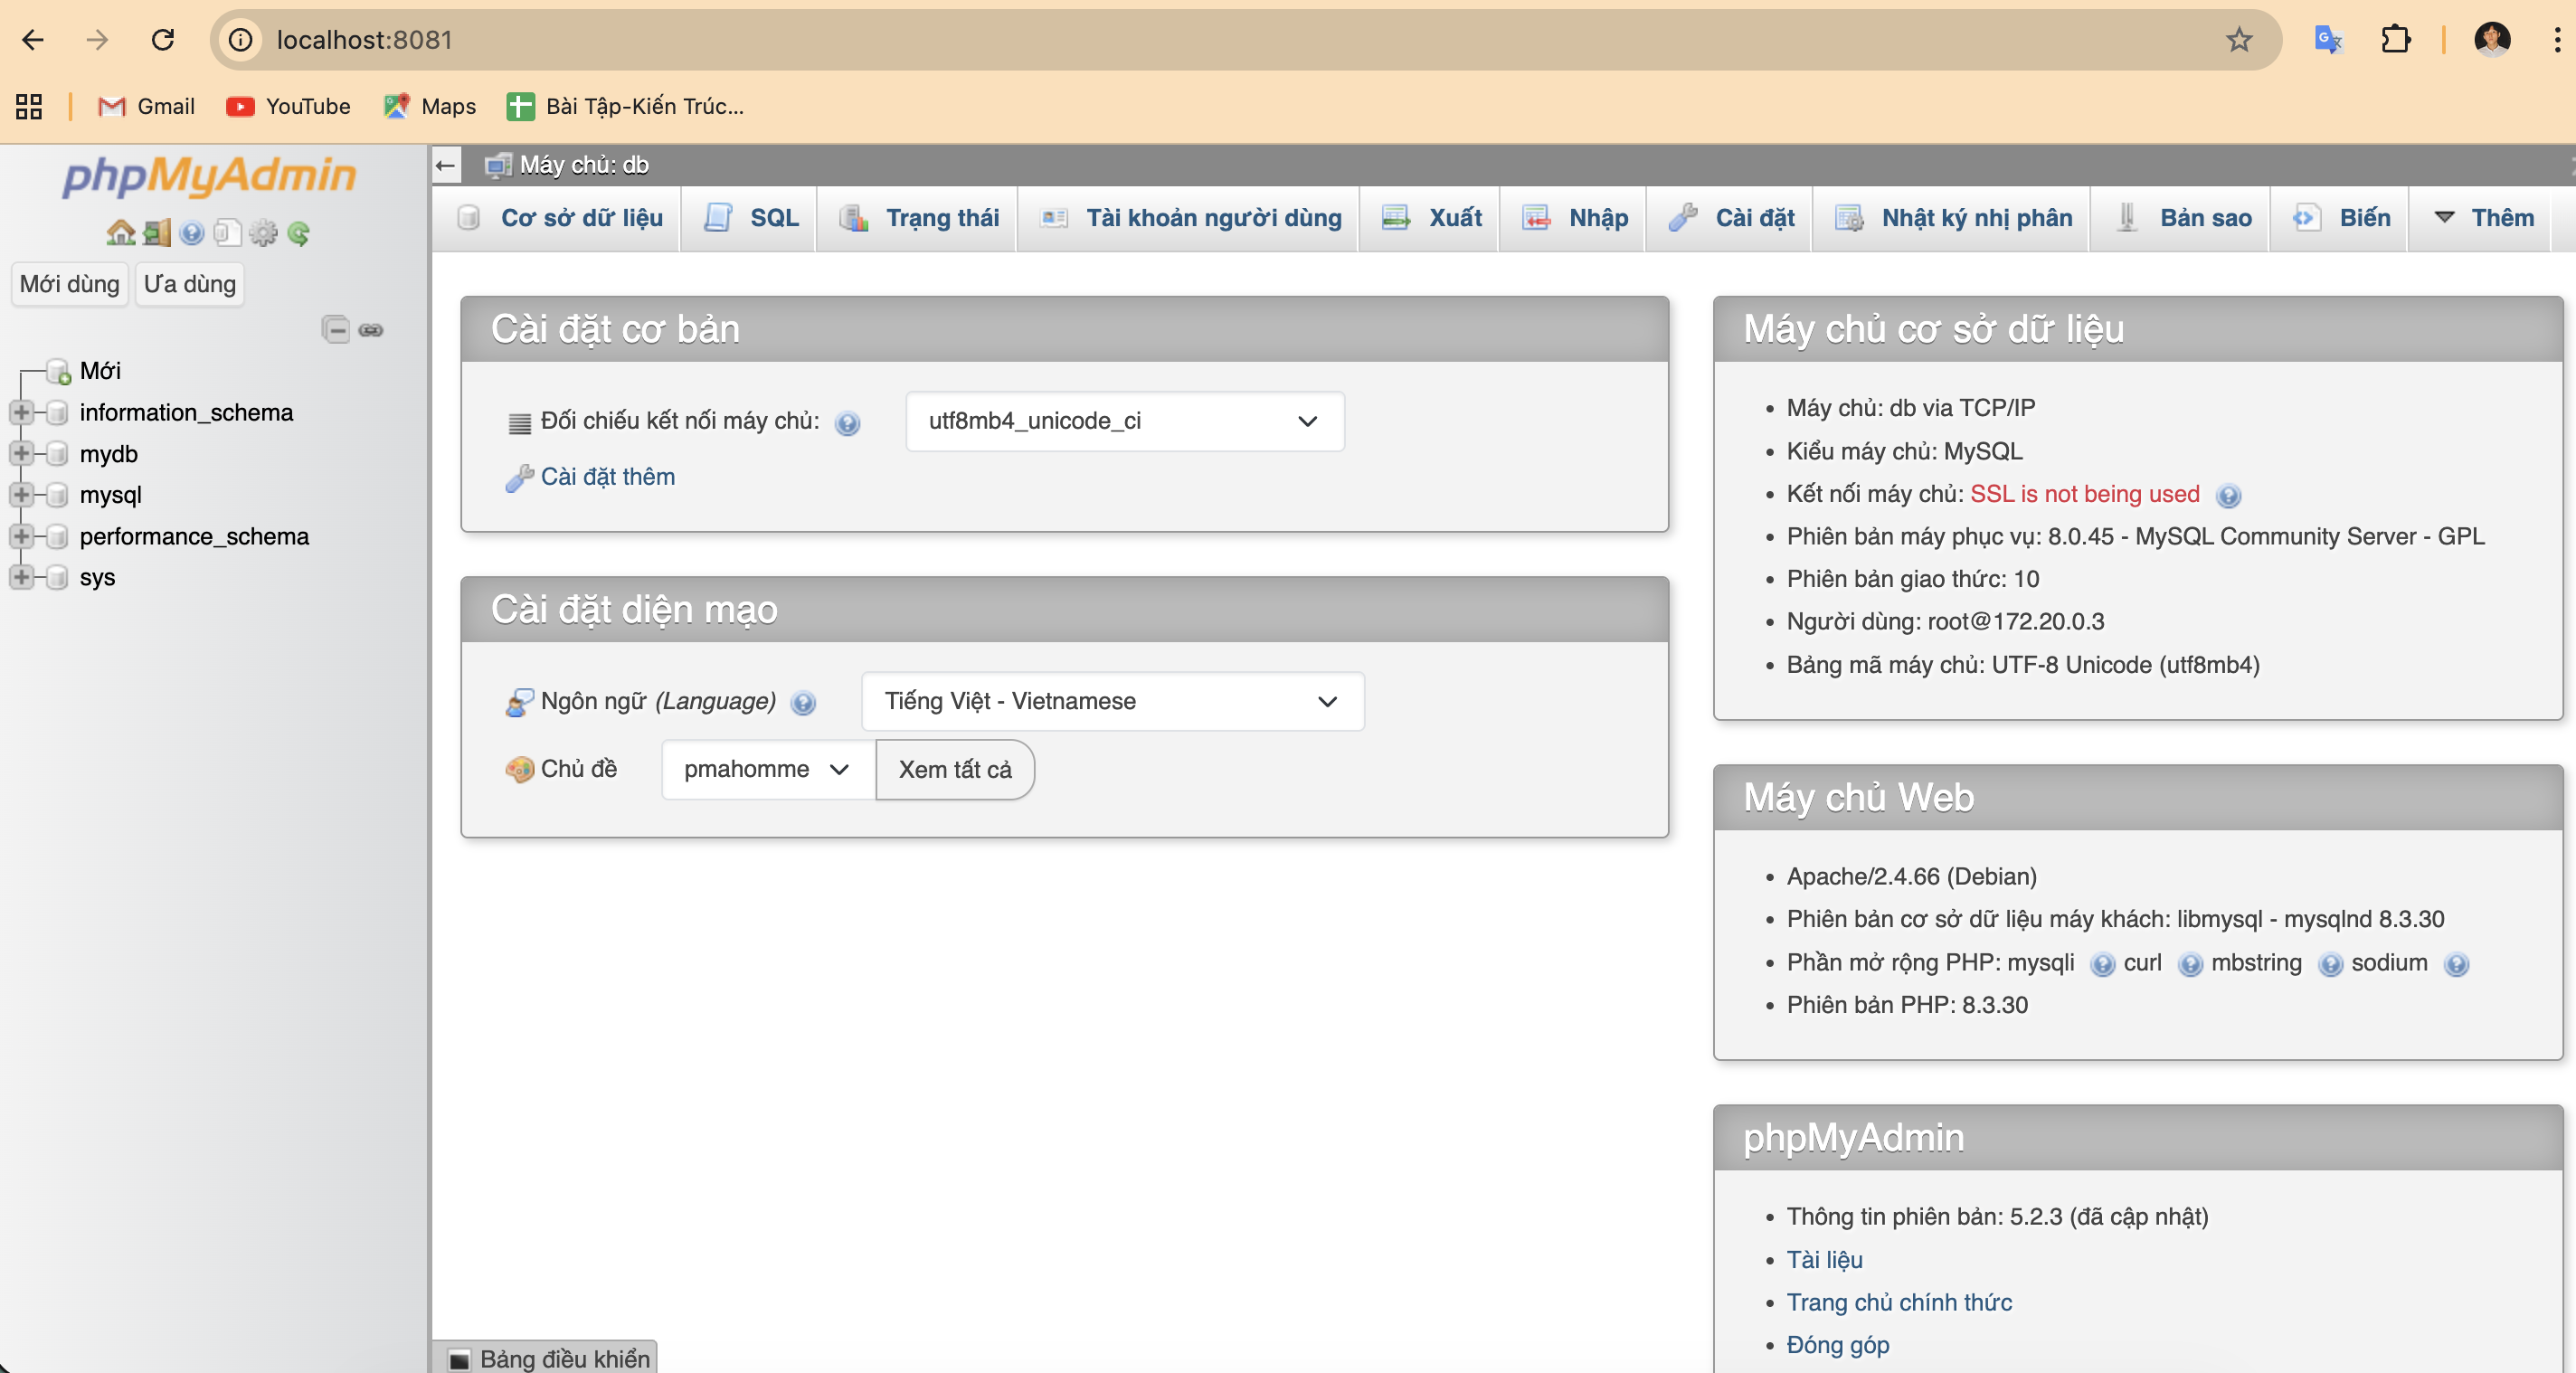 localhost:8081
Gmail
YouTube
Maps
Bài Tập-Kiến Trúc...
phpMyAdmin
Mới dùng
Ưa dùng
Mới
information_schema
mydb
mysql
performance_schema
sys
Máy chủ: db
Cơ sở dữ liệu
SQL
Trạng thái
Tài khoản người dùng
Xuất
Nhập
Cài đặt
Nhật ký nhị phân
Bản sao
Biến
Thêm
Cài đặt cơ bản
Đối chiếu kết nối máy chủ:
utf8mb4_unicode_ci
Cài đặt thêm
Cài đặt diện mạo
Ngôn ngữ (Language)
Tiếng Việt - Vietnamese
Chủ đề
pmahomme
Xem tất cả
Máy chủ cơ sở dữ liệu
• Máy chủ: db via TCP/IP
• Kiểu máy chủ: MySQL
• Kết nối máy chủ: SSL is not being used
• Phiên bản máy phục vụ: 8.0.45 - MySQL Community Server - GPL
• Phiên bản giao thức: 10
• Người dùng: root@172.20.0.3
• Bảng mã máy chủ: UTF-8 Unicode (utf8mb4)
Máy chủ Web
• Apache/2.4.66 (Debian)
• Phiên bản cơ sở dữ liệu máy khách: libmysql - mysqlnd 8.3.30
• Phần mở rộng PHP: mysqli curl mbstring sodium
• Phiên bản PHP: 8.3.30
phpMyAdmin
• Thông tin phiên bản: 5.2.3 (đã cập nhật)
• Tài liệu
• Trang chủ chính thức
• Đóng góp
Bảng điều khiển